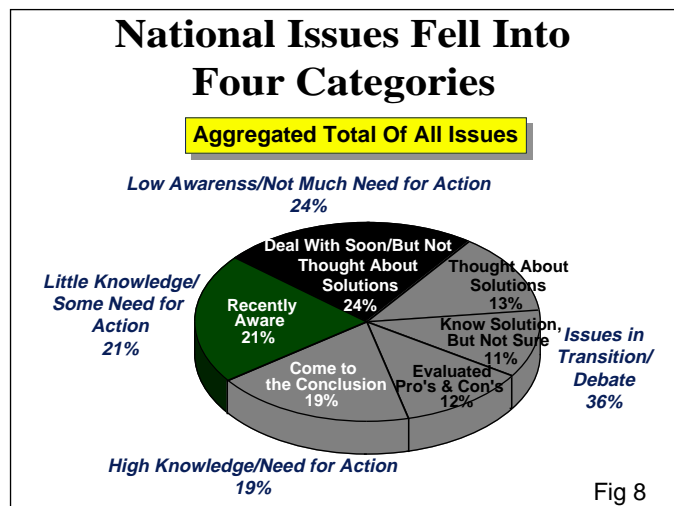 National Issues Fell Into
Four Categories
Aggregated Total Of All Issues
Low Awarenss/Not Much Need for Action
24%
Deal With Soon/But Not
Thought About
Solutions
24%
Thought About
Solutions
13%
Little Knowledge/
Some Need for
Action
21%
Recently
Aware
21%
Know Solution,
But Not Sure
11%
Issues in
Transition/
Debate
36%
Come to
the Conclusion
19%
Evaluated
Pro's & Con's
12%
High Knowledge/Need for Action
19%
Fig 8